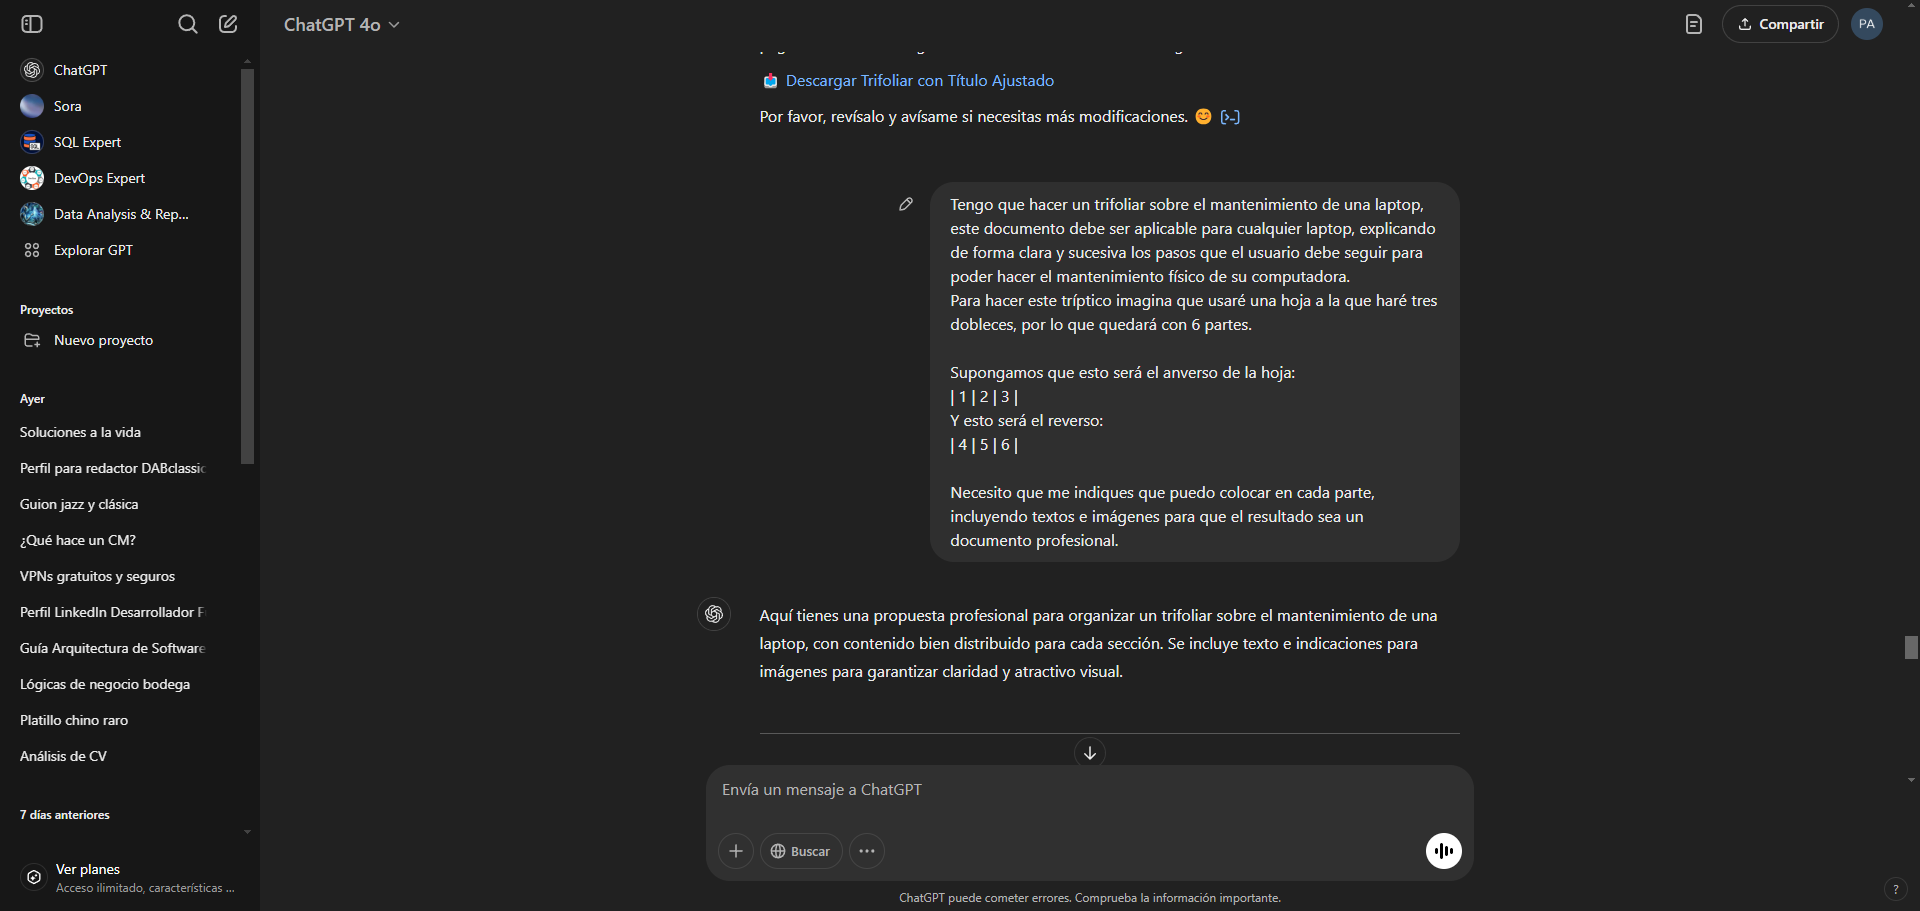 ChatGPT 4o
Compartir
PA
ChatGPT
Sora
SQL Expert
DevOps Expert
Data Analysis & Rep...
Explorar GPT
Proyectos
Nuevo proyecto
Ayer
Soluciones a la vida
Perfil para redactor DABclassic
Guion jazz y clásica
¿Qué hace un CM?
VPNs gratuitos y seguros
Perfil LinkedIn Desarrollador F
Guía Arquitectura de Software
Lógicas de negocio bodega
Platillo chino raro
Análisis de CV
7 días anteriores
Ver planes
Acceso ilimitado, características ...
Descargar Trifoliar con Título Ajustado
Por favor, revísalo y avísame si necesitas más modificaciones. 😊 [>-]
Tengo que hacer un trifoliar sobre el mantenimiento de una laptop,
este documento debe ser aplicable para cualquier laptop, explicando
de forma clara y sucesiva los pasos que el usuario debe seguir para
poder hacer el mantenimiento físico de su computadora.
Para hacer este tríptico imagina que usaré una hoja a la que haré tres
dobleces, por lo que quedará con 6 partes.
Supongamos que esto será el anverso de la hoja:
| 1 | 2 | 3 |
Y esto será el reverso:
| 4 | 5 | 6 |
Necesito que me indiques que puedo colocar en cada parte,
incluyendo textos e imágenes para que el resultado sea un
documento profesional.
Aquí tienes una propuesta profesional para organizar un trifoliar sobre el mantenimiento de una
laptop, con contenido bien distribuido para cada sección. Se incluye texto e indicaciones para
imágenes para garantizar claridad y atractivo visual.
Envía un mensaje a ChatGPT
Buscar
ChatGPT puede cometer errores. Comprueba la información importante.
?